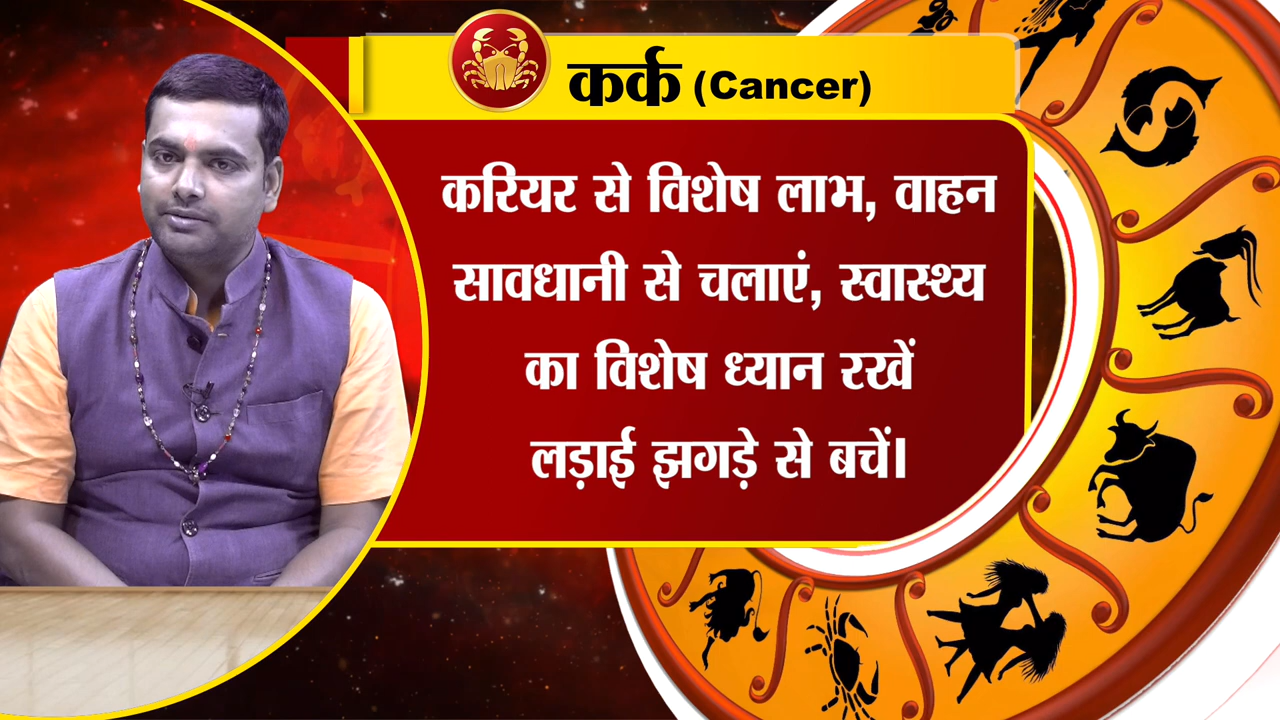 कर्क (Cancer)
करियर से विशेष लाभ, वाहन
सावधानी से चलाएं, स्वास्थ्य
का विशेष ध्यान रखें
लड़ाई झगड़े से बचें।